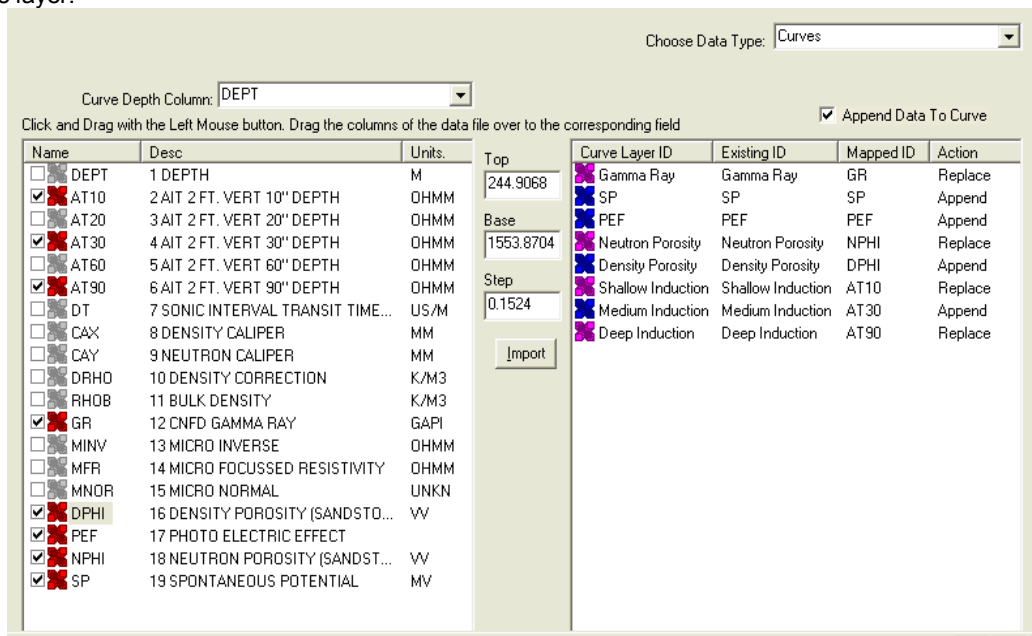 layer.
Choose Data Type: Curves
Curve Depth Column: DEPT
Click and Drag with the Left Mouse button. Drag the columns of the data file over to the corresponding field
Append Data To Curve
Name Desc Units.
DEPT 1 DEPTH M
AT10 2 AIT 2 FT. VERT 10" DEPTH OHMM
AT20 3 AIT 2 FT. VERT 20" DEPTH OHMM
AT30 4 AIT 2 FT. VERT 30" DEPTH OHMM
AT60 5 AIT 2 FT. VERT 60" DEPTH OHMM
AT90 6 AIT 2 FT. VERT 90" DEPTH OHMM
DT 7 SONIC INTERVAL TRANSIT TIME... US/M
CAX 8 DENSITY CALIPER MM
CAY 9 NEUTRON CALIPER MM
DRHO 10 DENSITY CORRECTION K/M3
RHOB 11 BULK DENSITY K/M3
GR 12 CNFD GAMMA RAY GAPI
MINV 13 MICRO INVERSE OHMM
MFR 14 MICRO FOCUSSED RESISTIVITY OHMM
MNOR 15 MICRO NORMAL UNKN
DPHI 16 DENSITY POROSITY (SANDSTO... VV
PEF 17 PHOTO ELECTRIC EFFECT
NPHI 18 NEUTRON POROSITY (SANDST... VV
SP 19 SPONTANEOUS POTENTIAL MV
Top
244.9068
Base
1553.8704
Step
0.1524
Import
Curve Layer ID Existing ID Mapped ID Action
Gamma Ray Gamma Ray GR Replace
SP SP SP Append
PEF PEF PEF Append
Neutron Porosity Neutron Porosity NPHI Replace
Density Porosity Density Porosity DPHI Append
Shallow Induction Shallow Induction AT10 Replace
Medium Induction Medium Induction AT30 Append
Deep Induction Deep Induction AT90 Replace